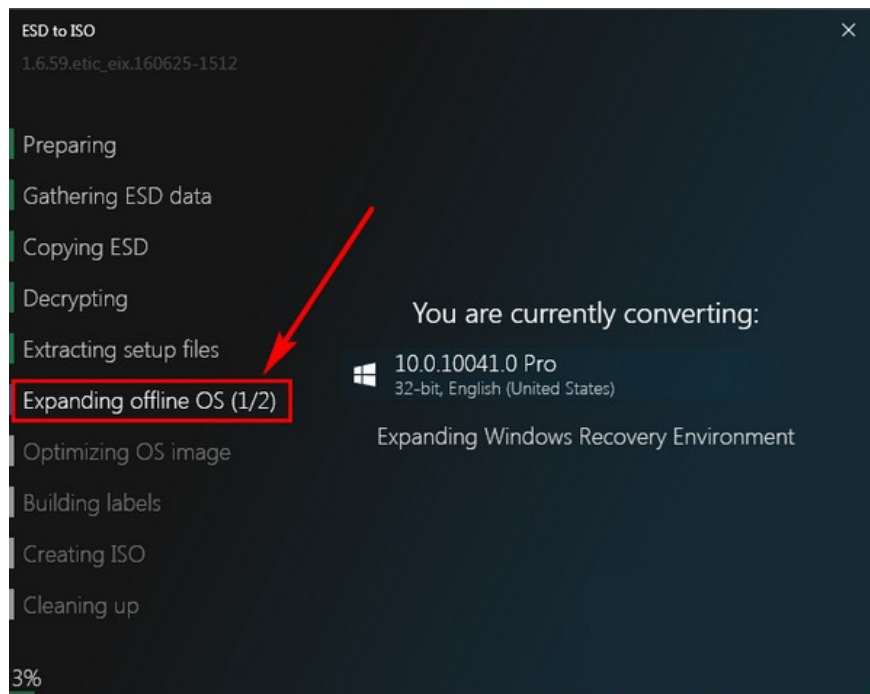 ESD to ISO
1.6.59.etic_eix.160625-1512
Preparing
Gathering ESD data
Copying ESD
Decrypting
Extracting setup files
Expanding offline OS (1/2)
Optimizing OS image
Building labels
Creating ISO
Cleaning up
3%
You are currently converting:
10.0.10041.0 Pro
32-bit, English (United States)
Expanding Windows Recovery Environment